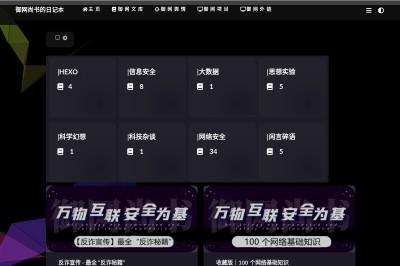 御网尚书的日记本 主页 御网文库 御网舆情 御网项目 御网外链
|HEXO |信息安全 |大数据 |思想实验
4 8 1 5
|科学幻想 |科技杂谈 |网络安全 |闲言碎语
1 1 34 5
万物互联 安全为基 万物互联 安全为基
【反诈宣传】最全“反诈秘籍” 100 个网络基础知识
反诈宣传 - 最全 “反诈秘籍” 收藏版｜100 个网络基础知识